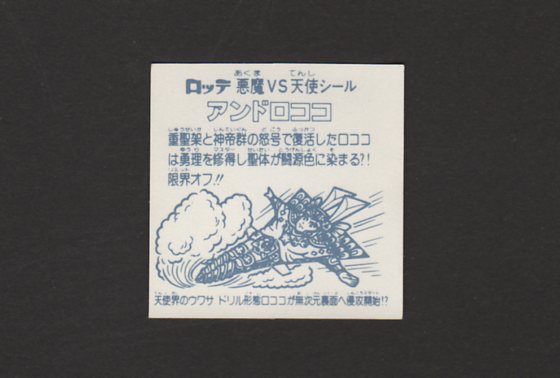 ロッテ 悪魔VS天使シール
アンドロココ
重聖架と神帝群の怒号で復活したロココ
は勇理を修得し聖体が闘源色に染まる?!
限界オフ!!
天使界のウワサ ドリル形態ロココが無次元裏面へ侵攻開始!?